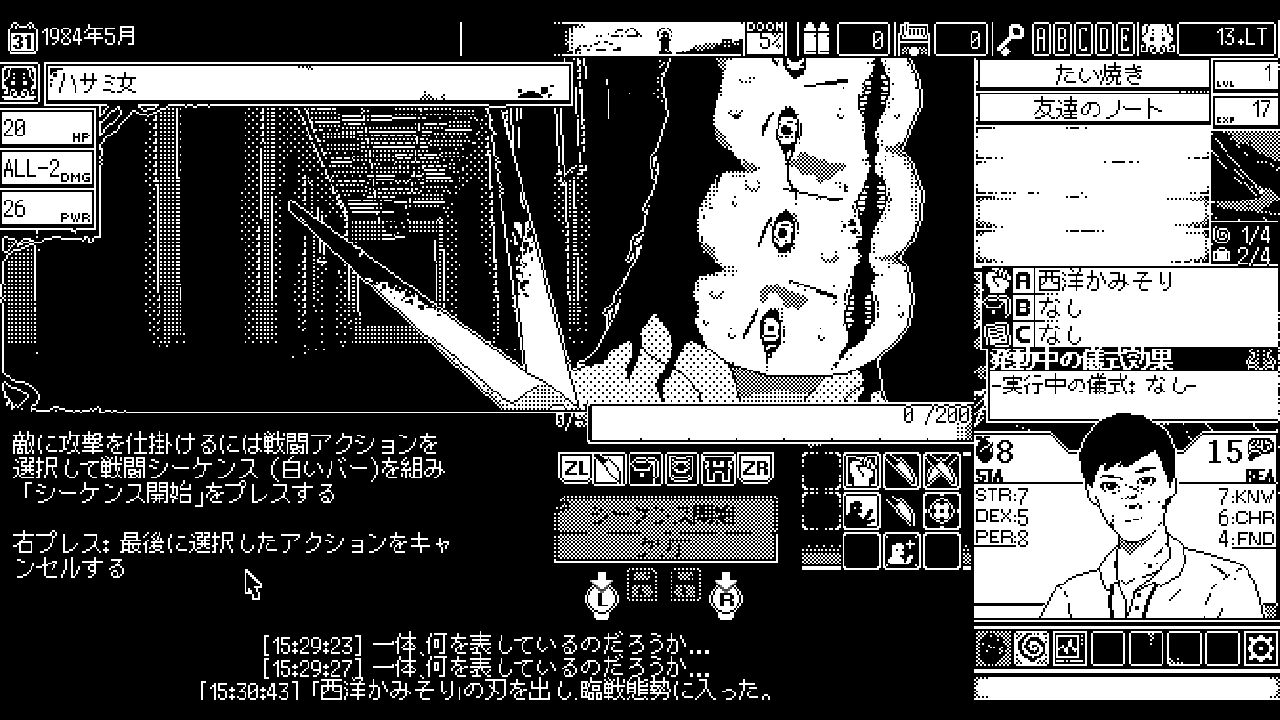 31 1984年5月
DOOM
5%
0
0
A B C D E
13.LT
ハサミ女
20 HP
ALL-2 DMG
26 PWR
たい焼き
1 LVL
友達のノート
17 EXP
1/4
2/4
A 西洋かみそり
B なし
C なし
発動中の儀式効果
-実行中の儀式: なし-
0 /200
敵に攻撃を仕掛けるには戦闘アクションを
選択して戦闘シーケンス (白いバー)を組み
「シーケンス開始」をプレスする
右プレス: 最後に選択したアクションをキャ
ンセルする
ZL
ZR
シーケンス開始
L
R
8 STA
15 REA
STR:7
DEX:5
PER:8
7:KNW
6:CHR
4:FND
[15:29:23] 一体、何を表しているのだろうか...
[15:29:27] 一体、何を表しているのだろうか...
[15:30:43] 「西洋かみそり」の刃を出し、臨戦態勢に入った。